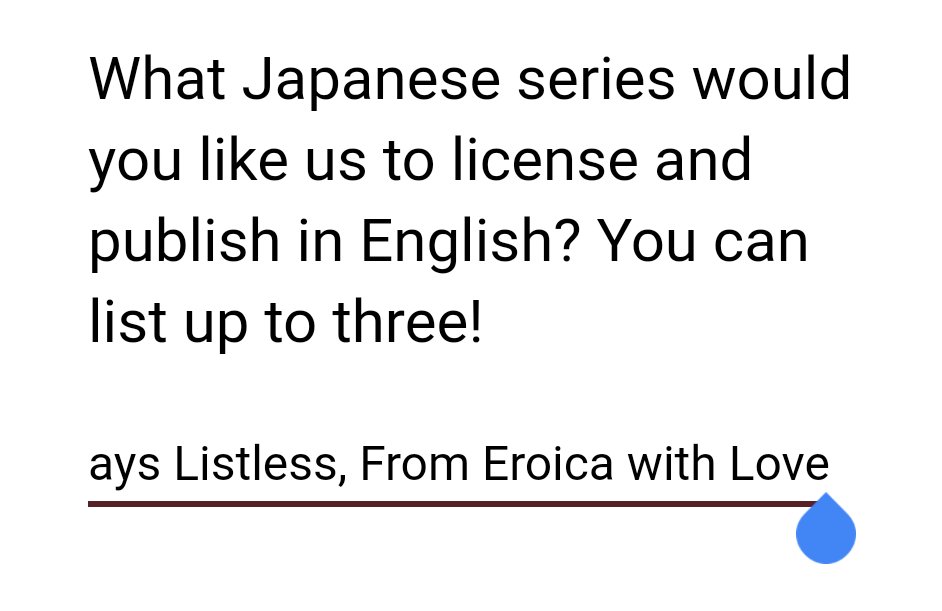 What Japanese series would
you like us to license and
publish in English? You can
list up to three!
ays Listless, From Eroica with Love